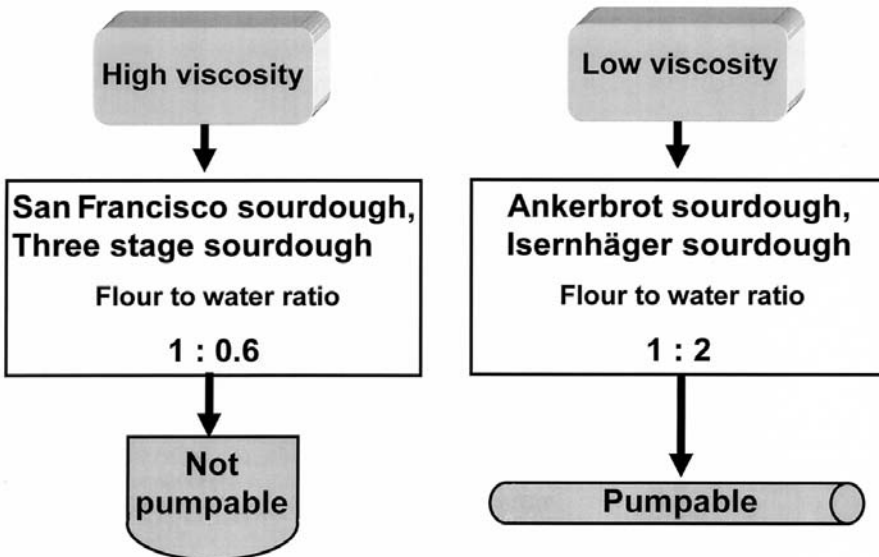 High viscosity
San Francisco sourdough,
Three stage sourdough
Flour to water ratio
1 : 0.6
Not
pumpable
Low viscosity
Ankerbrot sourdough,
Isernhäger sourdough
Flour to water ratio
1 : 2
Pumpable